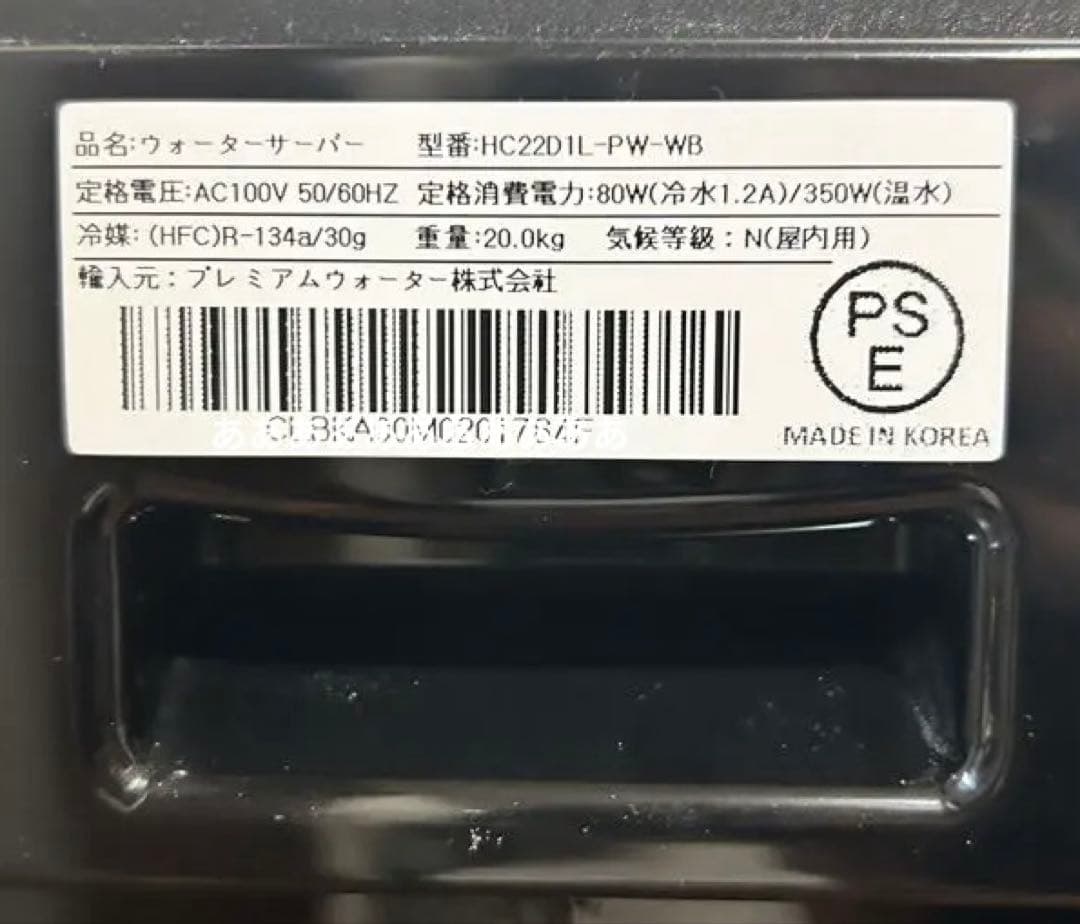 品名:ウォーターサーバー 型番:HC22D1L-PW-WB
定格電圧:AC100V 50/60HZ 定格消費電力:80W(冷水1.2A)/350W(温水)
冷媒: (HFC)R-134a/30g 重量:20.0kg 気候等級：N(屋内用)
輸入元：プレミアムウォーター株式会社
PS
E
MADE IN KOREA